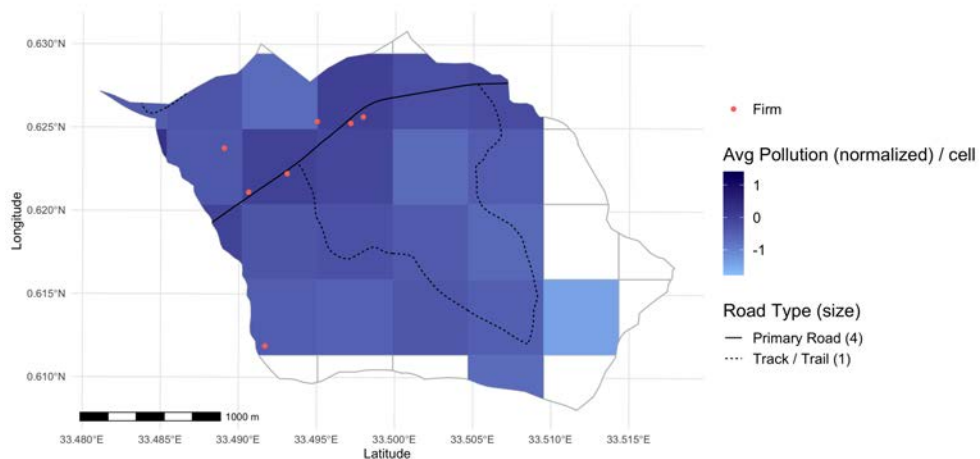 0.630°N
0.625°N
0.620°N
0.615°N
0.610°N
Longitude
1000 m
33.480°E 33.485°E 33.490°E 33.495°E 33.500°E 33.505°E 33.510°E 33.515°E
Latitude
Firm
Avg Pollution (normalized) / cell
1
0
-1
Road Type (size)
Primary Road (4)
Track / Trail (1)